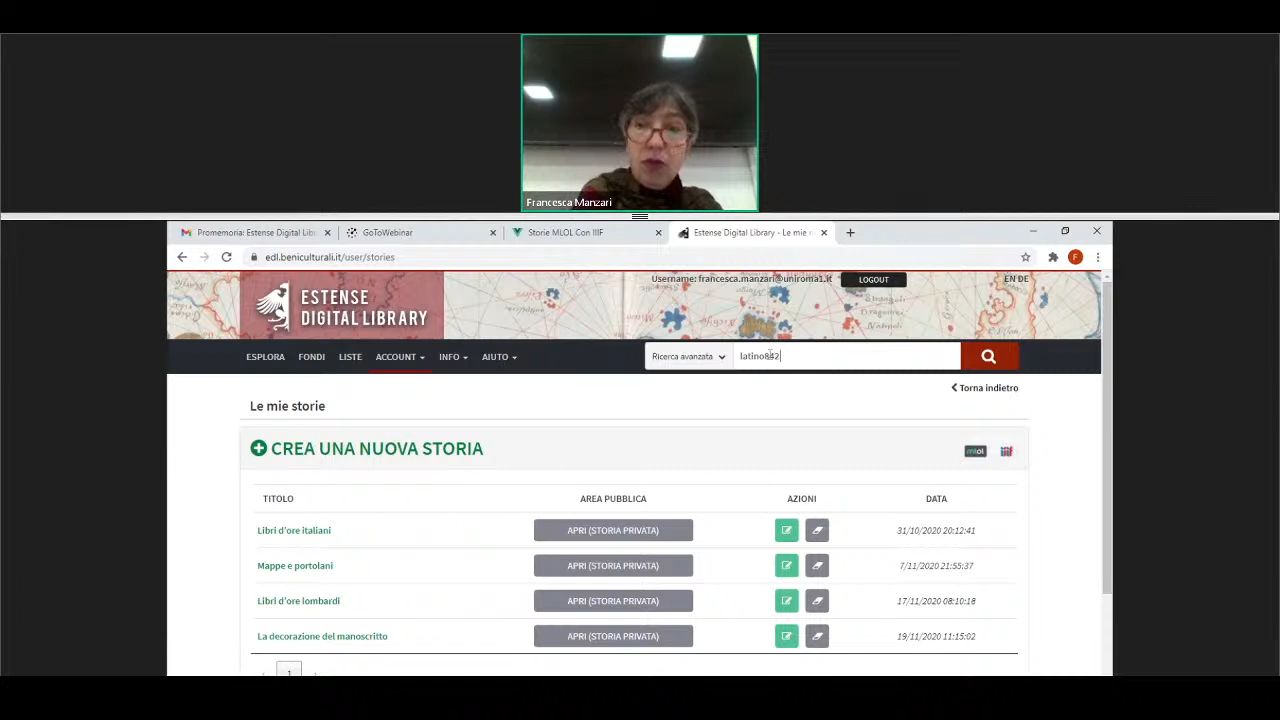 Francesca Manzari
Promemoria: Estense Digital Lib
GoToWebinar
Storie MLOL Con IIIF
Estense Digital Library - Le mie
edl.beniculturali.it/user/stories
F
Username: francesca.manzari@uniroma1.it
LOGOUT
EN DE
ESTENSE
DIGITAL LIBRARY
ESPLORA
FONDI
LISTE
ACCOUNT
INFO
AIUTO
Ricerca avanzata
latino842
Torna indietro
Le mie storie
CREA UNA NUOVA STORIA
mlol
iiif
TITOLO AREA PUBBLICA AZIONI DATA
Libri d'ore italiani APRI (STORIA PRIVATA) 31/10/2020 20:12:41
Mappe e portolani APRI (STORIA PRIVATA) 7/11/2020 21:55:37
Libri d'ore lombardi APRI (STORIA PRIVATA) 17/11/2020 08:10:18
La decorazione del manoscritto APRI (STORIA PRIVATA) 19/11/2020 11:15:02
1